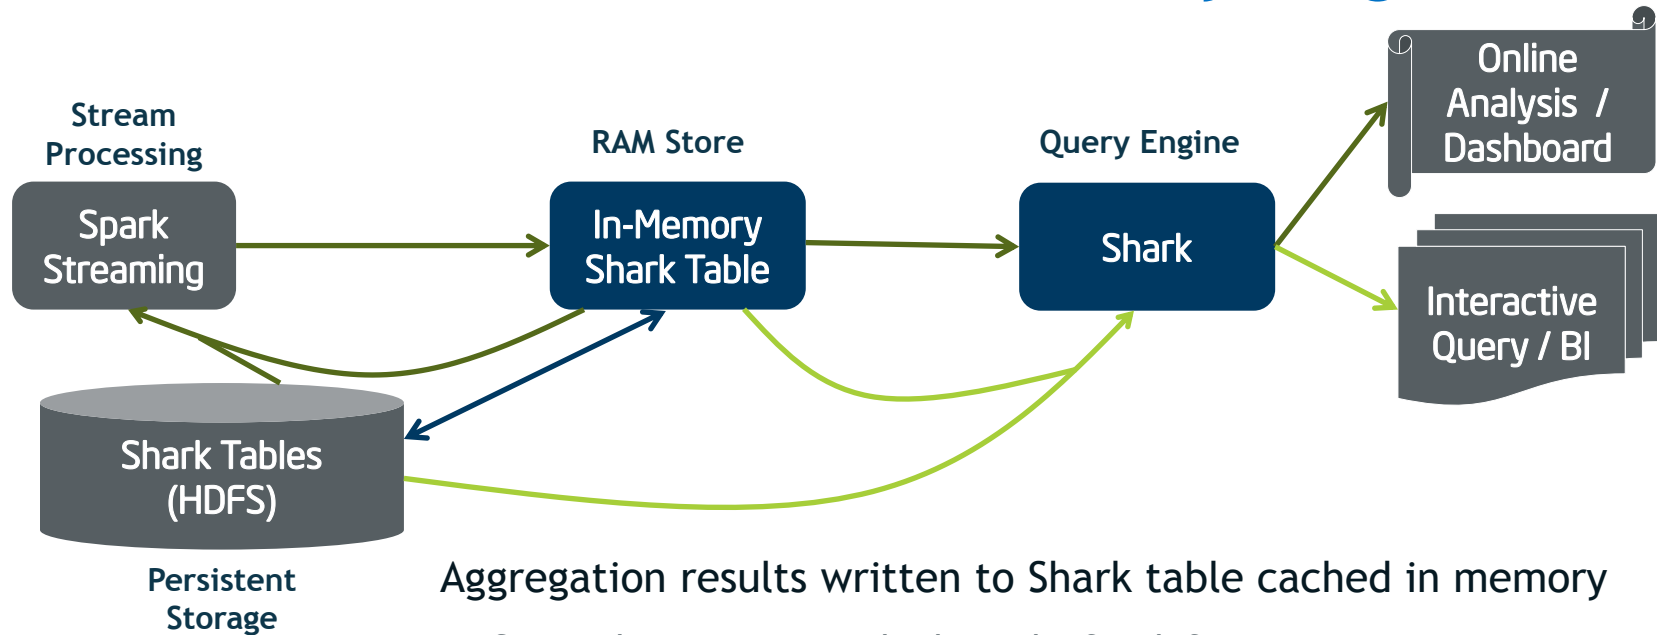 Stream
Processing
RAM Store
Query Engine
Online
Analysis /
Dashboard
Spark
Streaming
In-Memory
Shark Table
Shark
Interactive
Query / BI
Shark Tables
(HDFS)
Persistent
Storage
Aggregation results written to Shark table cached in memory